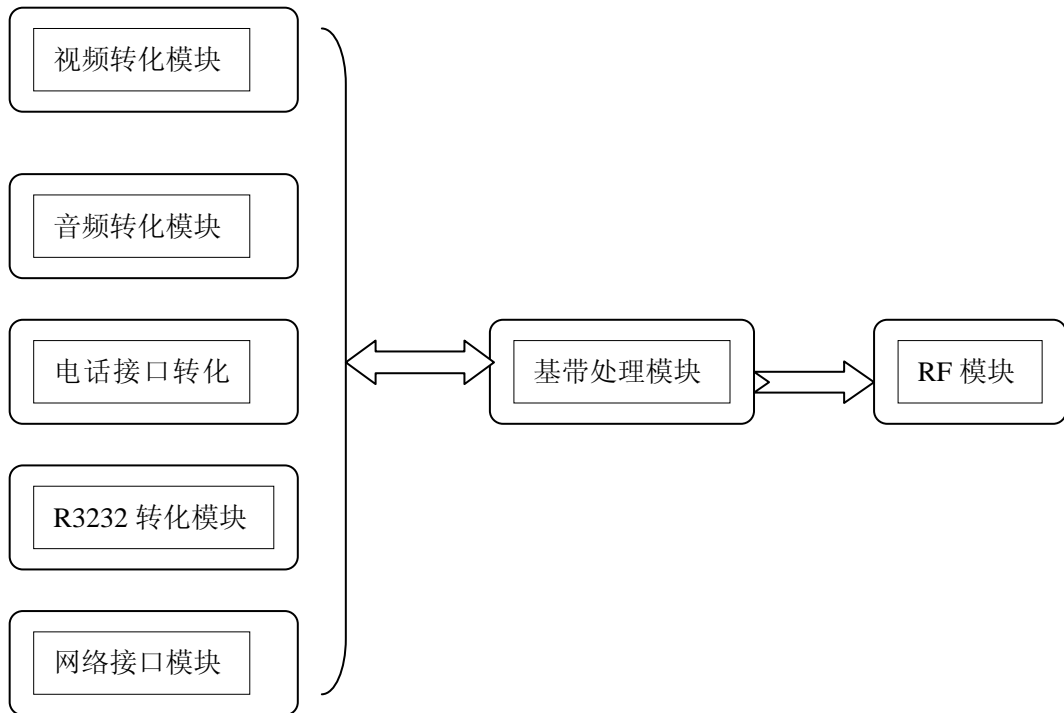 视频转化模块
音频转化模块
电话接口转化
基带处理模块
RF 模块
R3232 转化模块
网络接口模块